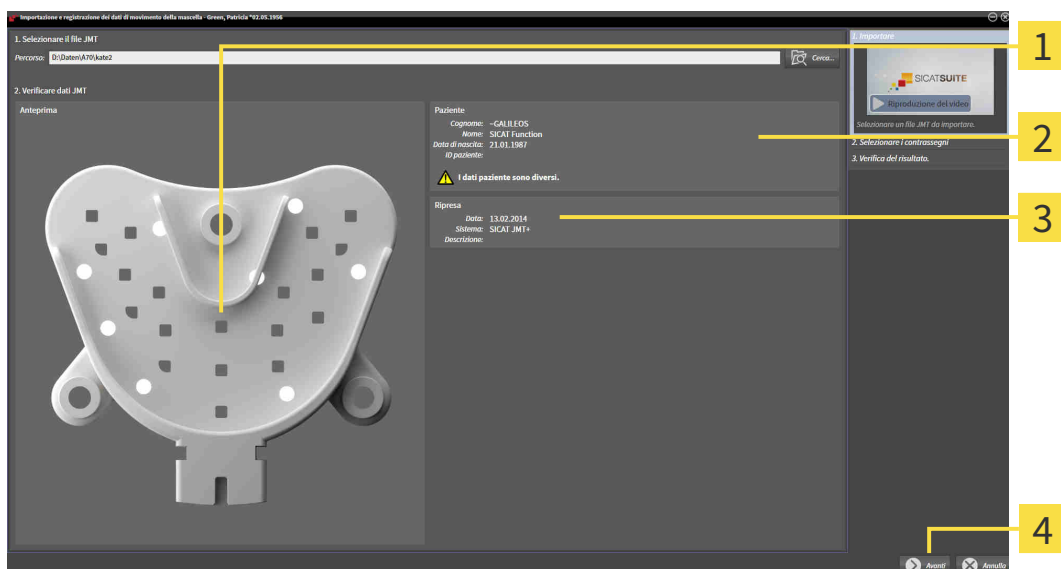 Importazione e registrazione dei dati di movimento della mascella - Green, Patricia *02.05.1956
1. Selezionare il file JMT
Percorso: D:\Daten\A70\kate2
Cerca...
2. Verificare dati JMT
Anteprima
Paziente
Cognome: ~GALILEOS
Nome: SICAT Function
Data di nascita: 21.01.1987
ID paziente:
I dati paziente sono diversi.
Ripresa
Data: 13.02.2014
Sistema: SICAT JMT+
Descrizione:
1. Importare
SICATSUITE
Riproduzione del video
Selezionare un file JMT da importare.
2. Selezionare i contrassegni
3. Verifica del risultato.
Avanti
Annulla
1
2
3
4